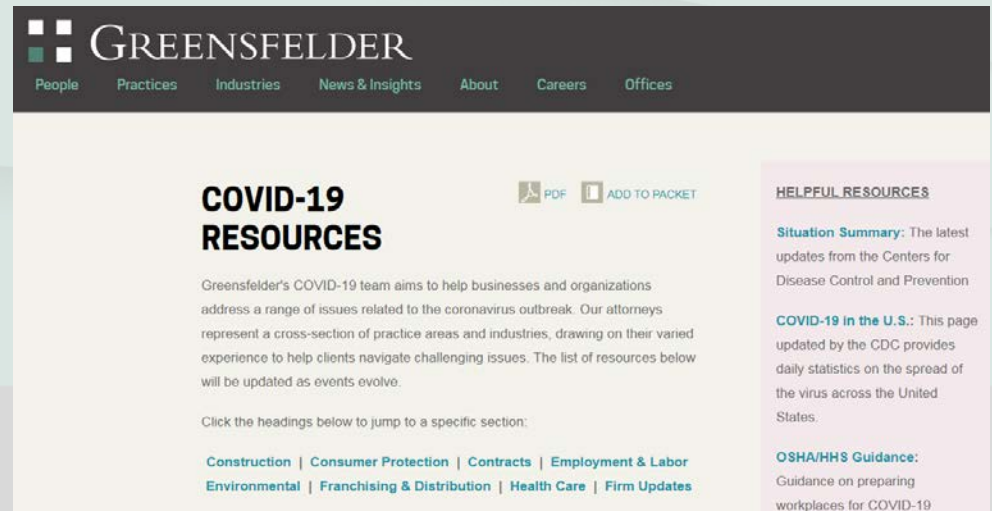 GREENSFELDER
People Practices Industries News & Insights About Careers Offices
COVID-19
RESOURCES
PDF ADD TO PACKET
Greensfelder's COVID-19 team aims to help businesses and organizations
address a range of issues related to the coronavirus outbreak. Our attorneys
represent a cross-section of practice areas and industries, drawing on their varied
experience to help clients navigate challenging issues. The list of resources below
will be updated as events evolve.
Click the headings below to jump to a specific section:
Construction | Consumer Protection | Contracts | Employment & Labor
Environmental | Franchising & Distribution | Health Care | Firm Updates
HELPFUL RESOURCES
Situation Summary: The latest
updates from the Centers for
Disease Control and Prevention
COVID-19 in the U.S.: This page
updated by the CDC provides
daily statistics on the spread of
the virus across the United
States.
OSHA/HHS Guidance:
Guidance on preparing
workplaces for COVID-19